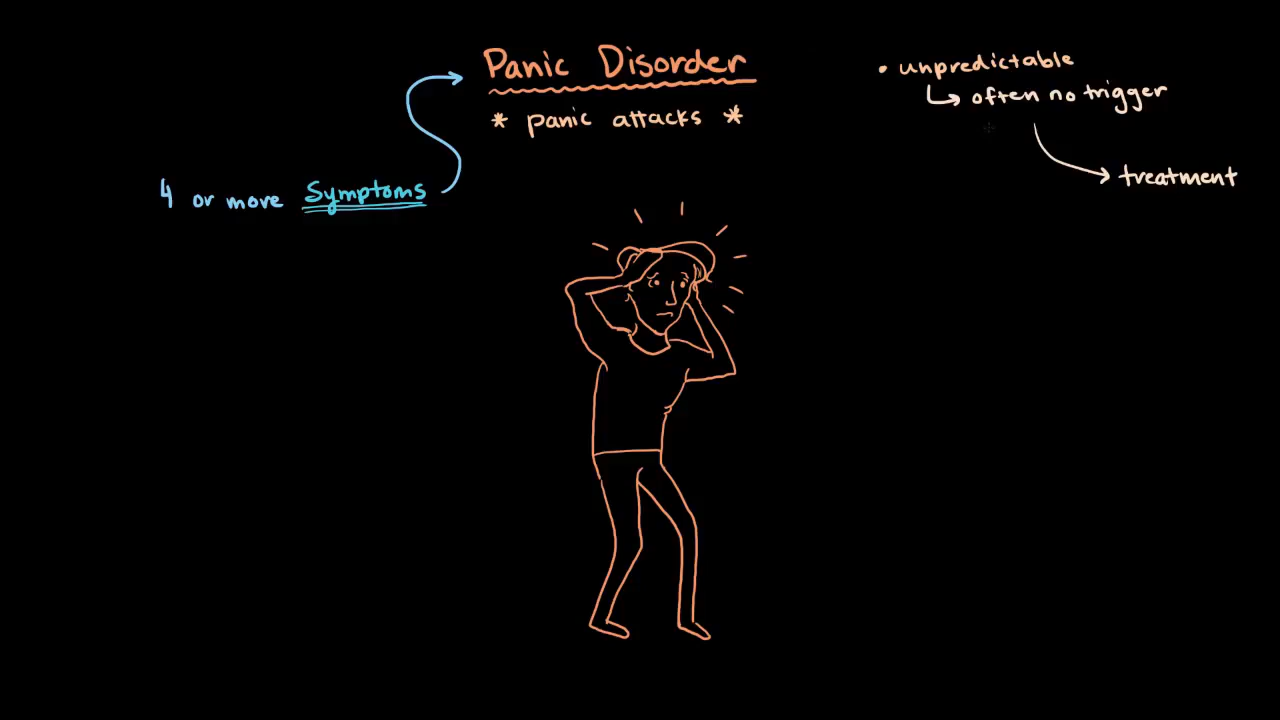 Panic Disorder
* panic attacks *
4 or more Symptoms
• unpredictable
often no trigger
treatment